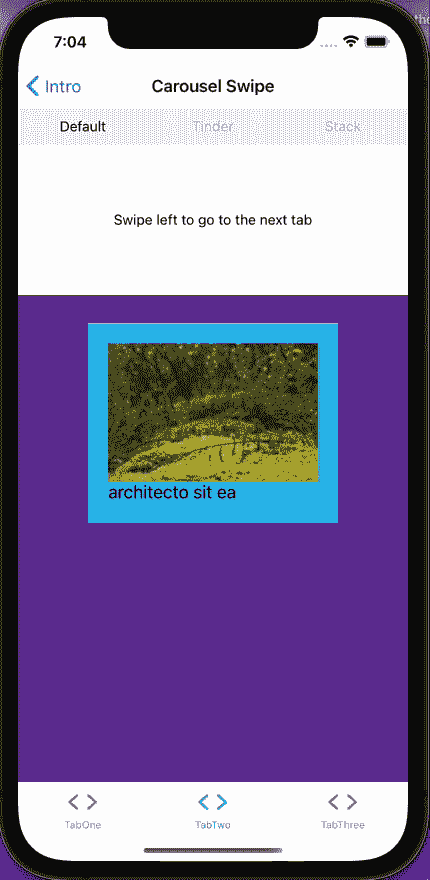 7:04
Intro
Carousel Swipe
Default
Tinder
Stack
Swipe left to go to the next tab
architecto sit ea
TabOne
TabTwo
TabThree